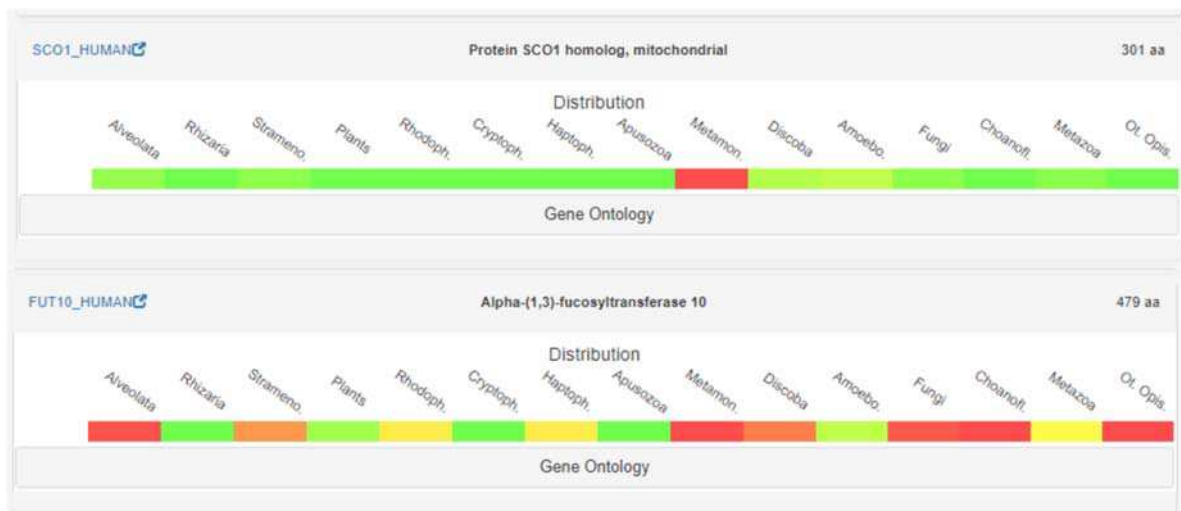 SCO1_HUMAN Protein SCO1 homolog, mitochondrial 301 aa
Distribution
Alveolata Rhizaria Strameno. Plants Rhodoph. Cryptoph. Haptoph. Apusozoa Metamon. Discoba Amoebo. Fungi Choanofl. Metazoa Ot. Opis.
Gene Ontology
FUT10_HUMAN Alpha-(1,3)-fucosyltransferase 10 479 aa
Distribution
Alveolata Rhizaria Strameno. Plants Rhodoph. Cryptoph. Haptoph. Apusozoa Metamon. Discoba Amoebo. Fungi Choanofl. Metazoa Ot. Opis.
Gene Ontology